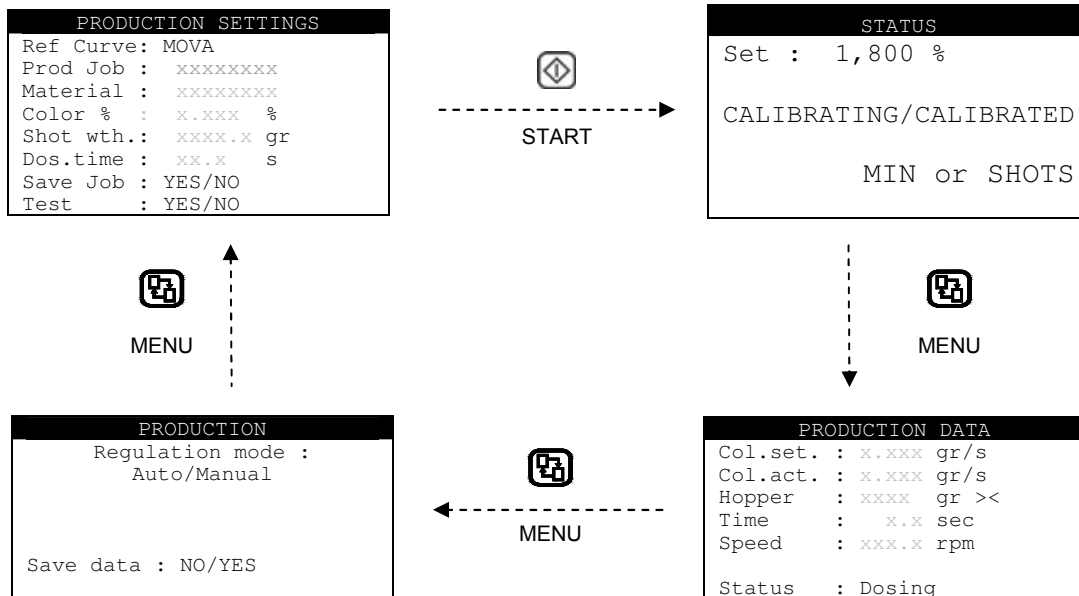 PRODUCTION SETTINGS
Ref Curve: MOVA
Prod Job : xxxxxxxx
Material : xxxxxxxx
Color % : x.xxx %
Shot wth.: xxxx.x gr
Dos.time : xx.x s
Save Job : YES/NO
Test : YES/NO
START
STATUS
Set : 1,800 %
CALIBRATING/CALIBRATED
MIN or SHOTS
MENU
MENU
PRODUCTION
Regulation mode :
Auto/Manual
Save data : NO/YES
MENU
PRODUCTION DATA
Col.set. : x.xxx gr/s
Col.act. : x.xxx gr/s
Hopper : xxxx gr ><
Time : x.x sec
Speed : xxx.x rpm
Status : Dosing